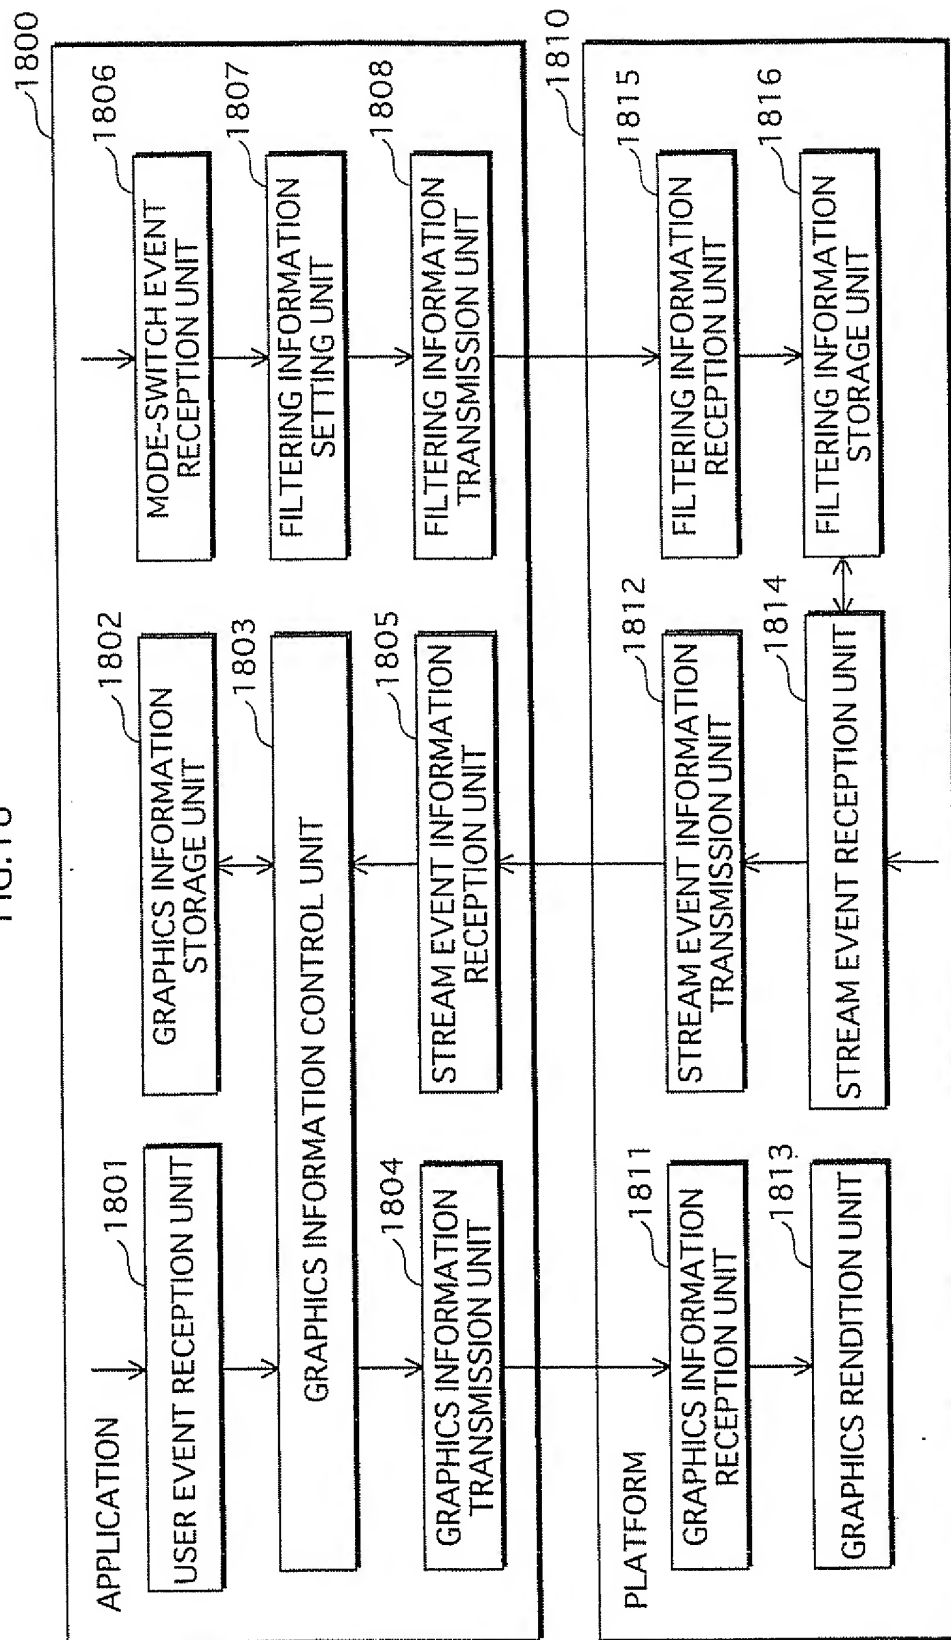 1800
APPLICATION
1801
USER EVENT RECEPTION UNIT
1802
GRAPHICS INFORMATION
STORAGE UNIT
1806
MODE-SWITCH EVENT
RECEPTION UNIT
1803
GRAPHICS INFORMATION CONTROL UNIT
1807
FILTERING INFORMATION
SETTING UNIT
1804
GRAPHICS INFORMATION
TRANSMISSION UNIT
1805
STREAM EVENT INFORMATION
RECEPTION UNIT
1808
FILTERING INFORMATION
TRANSMISSION UNIT
1810
PLATFORM
1811
GRAPHICS INFORMATION
RECEPTION UNIT
1812
STREAM EVENT INFORMATION
TRANSMISSION UNIT
1815
FILTERING INFORMATION
RECEPTION UNIT
1813
GRAPHICS RENDITION UNIT
1814
STREAM EVENT RECEPTION UNIT
1816
FILTERING INFORMATION
STORAGE UNIT